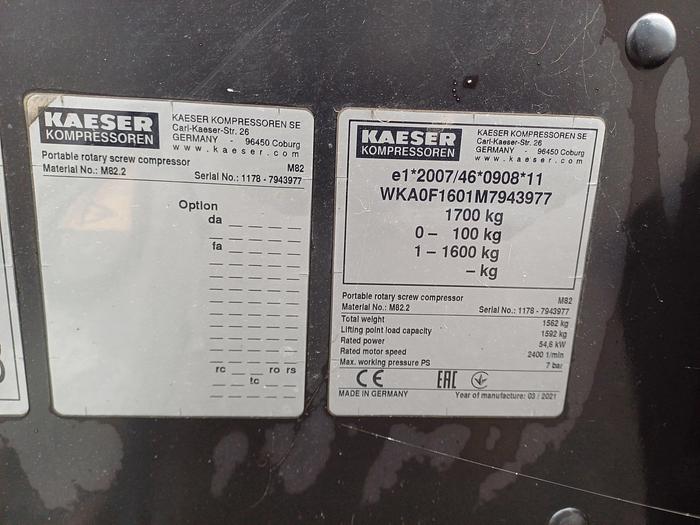 KAESER
KOMPRESSOREN
KAESER KOMPRESSOREN SE
Carl-Kaeser-Str. 26
GERMANY - 96450 Coburg
www.kaeser.com
Portable rotary screw compressor M82
Material No.: M82.2 Serial No.: 1178 - 7943977
Option
da
fa
rc ro rs
tc
KAESER
KOMPRESSOREN
KAESER KOMPRESSOREN SE
Carl-Kaeser-Str. 26
GERMANY - 96450 Coburg
www.kaeser.com
e1*2007/46*0908*11
WKA0F1601M7943977
1700 kg
0 – 100 kg
1 – 1600 kg
– kg
Portable rotary screw compressor M82
Material No.: M82.2 Serial No.: 1178 - 7943977
Total weight 1562 kg
Lifting point load capacity 1592 kg
Rated power 54,6 kW
Rated motor speed 2400 1/min
Max. working pressure PS 7 bar
CE EAC
MADE IN GERMANY Year of manufacture: 03 / 2021